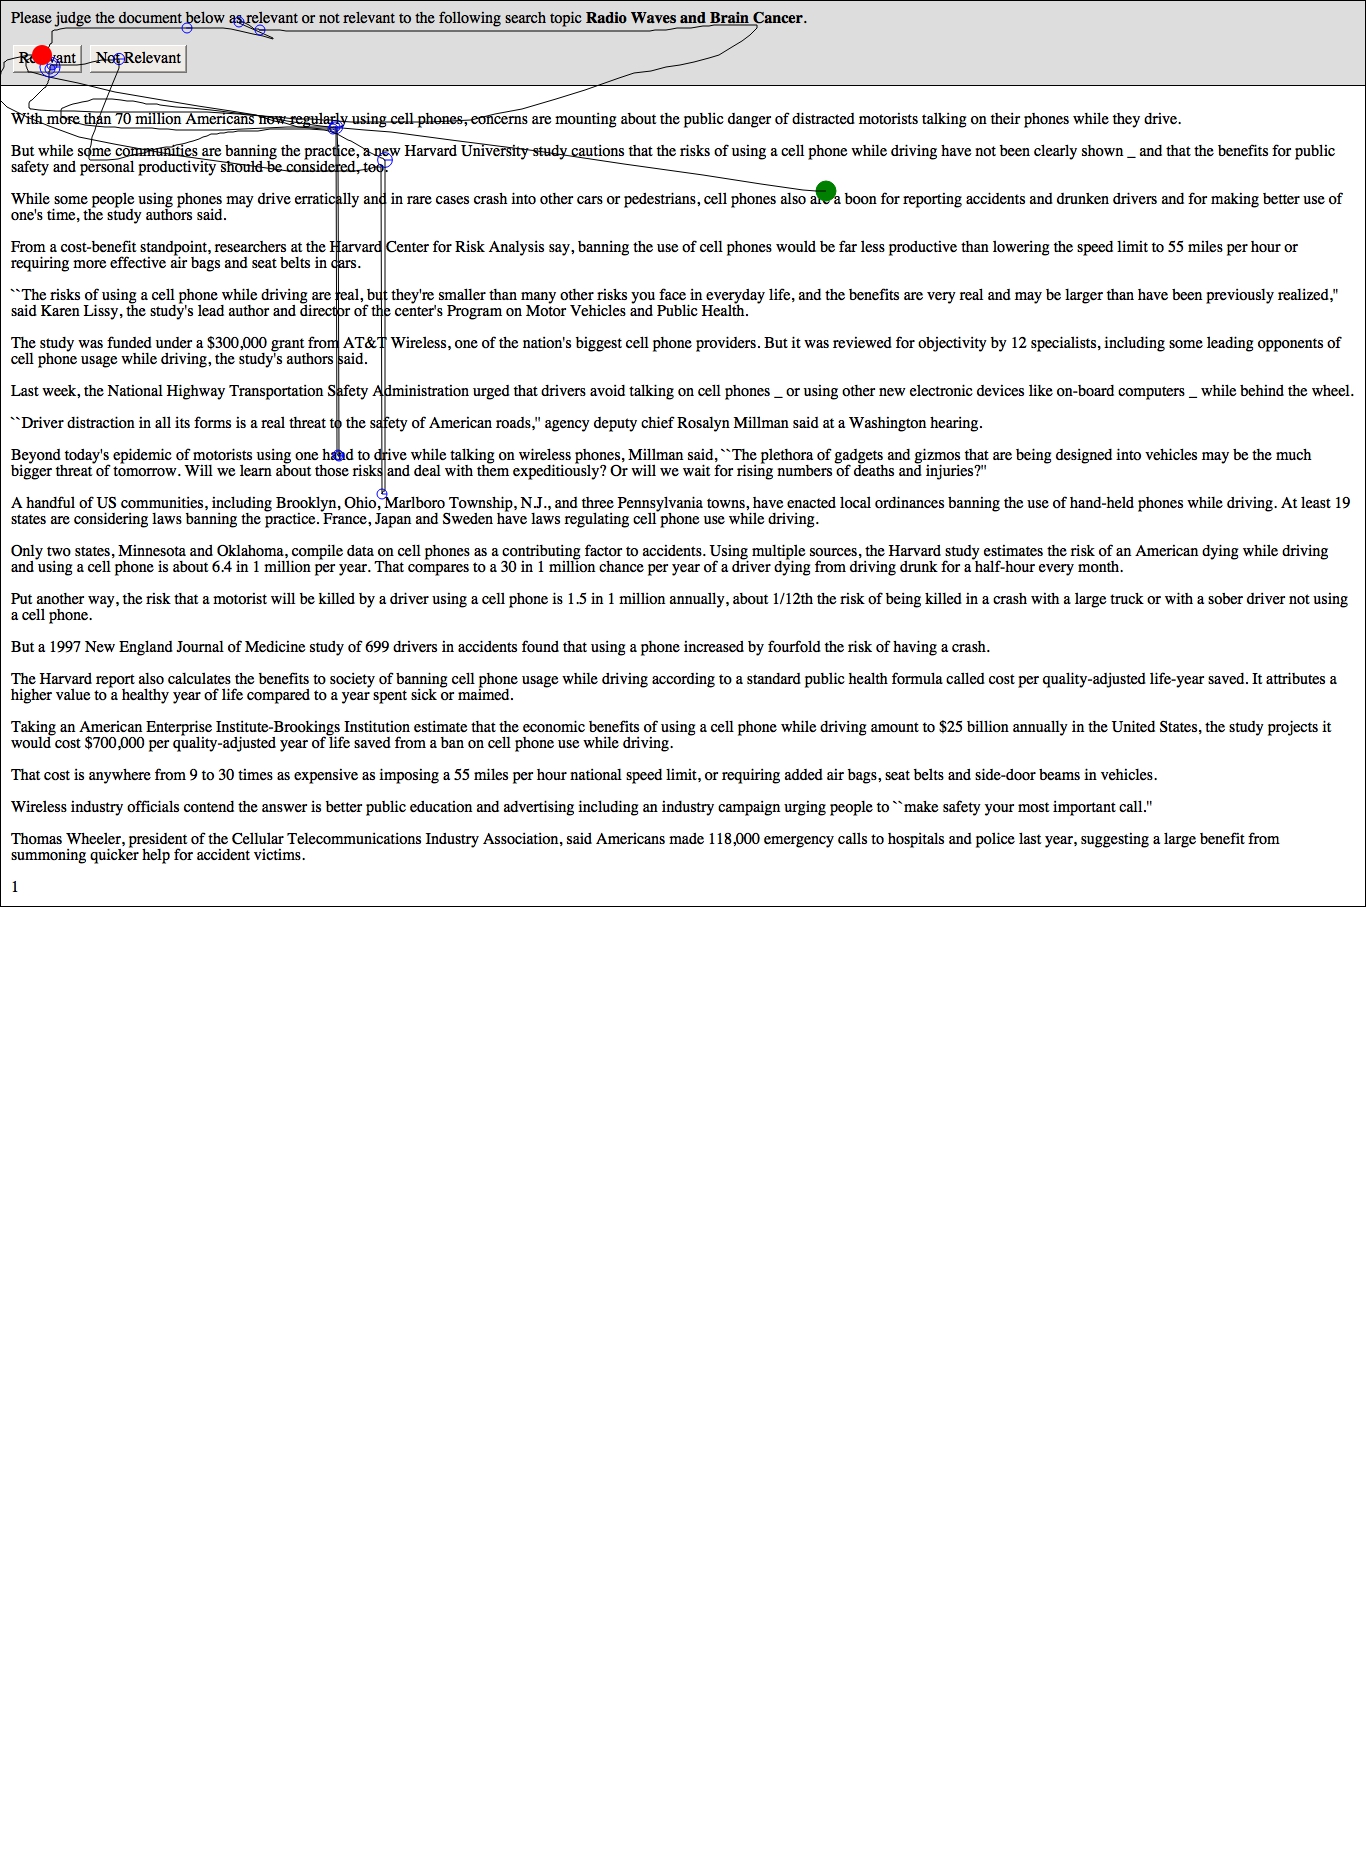 Please judge the document below as relevant or not relevant to the following search topic Radio Waves and Brain Cancer.
Relevant Not Relevant
With more than 70 million Americans now regularly using cell phones, concerns are mounting about the public danger of distracted motorists talking on their phones while they drive.
But while some communities are banning the practice, a new Harvard University study cautions that the risks of using a cell phone while driving have not been clearly shown _ and that the benefits for public
safety and personal productivity should be considered, too.
While some people using phones may drive erratically and in rare cases crash into other cars or pedestrians, cell phones also are a boon for reporting accidents and drunken drivers and for making better use of
one's time, the study authors said.
From a cost-benefit standpoint, researchers at the Harvard Center for Risk Analysis say, banning the use of cell phones would be far less productive than lowering the speed limit to 55 miles per hour or
requiring more effective air bags and seat belts in cars.
``The risks of using a cell phone while driving are real, but they're smaller than many other risks you face in everyday life, and the benefits are very real and may be larger than have been previously realized,''
said Karen Lissy, the study's lead author and director of the center's Program on Motor Vehicles and Public Health.
The study was funded under a $300,000 grant from AT&T Wireless, one of the nation's biggest cell phone providers. But it was reviewed for objectivity by 12 specialists, including some leading opponents of
cell phone usage while driving, the study's authors said.
Last week, the National Highway Transportation Safety Administration urged that drivers avoid talking on cell phones _ or using other new electronic devices like on-board computers _ while behind the wheel.
``Driver distraction in all its forms is a real threat to the safety of American roads,'' agency deputy chief Rosalyn Millman said at a Washington hearing.
Beyond today's epidemic of motorists using one hand to drive while talking on wireless phones, Millman said, ``The plethora of gadgets and gizmos that are being designed into vehicles may be the much
bigger threat of tomorrow. Will we learn about those risks and deal with them expeditiously? Or will we wait for rising numbers of deaths and injuries?''
A handful of US communities, including Brooklyn, Ohio, Marlboro Township, N.J., and three Pennsylvania towns, have enacted local ordinances banning the use of hand-held phones while driving. At least 19
states are considering laws banning the practice. France, Japan and Sweden have laws regulating cell phone use while driving.
Only two states, Minnesota and Oklahoma, compile data on cell phones as a contributing factor to accidents. Using multiple sources, the Harvard study estimates the risk of an American dying while driving
and using a cell phone is about 6.4 in 1 million per year. That compares to a 30 in 1 million chance per year of a driver dying from driving drunk for a half-hour every month.
Put another way, the risk that a motorist will be killed by a driver using a cell phone is 1.5 in 1 million annually, about 1/12th the risk of being killed in a crash with a large truck or with a sober driver not using
a cell phone.
But a 1997 New England Journal of Medicine study of 699 drivers in accidents found that using a phone increased by fourfold the risk of having a crash.
The Harvard report also calculates the benefits to society of banning cell phone usage while driving according to a standard public health formula called cost per quality-adjusted life-year saved. It attributes a
higher value to a healthy year of life compared to a year spent sick or maimed.
Taking an American Enterprise Institute-Brookings Institution estimate that the economic benefits of using a cell phone while driving amount to $25 billion annually in the United States, the study projects it
would cost $700,000 per quality-adjusted year of life saved from a ban on cell phone use while driving.
That cost is anywhere from 9 to 30 times as expensive as imposing a 55 miles per hour national speed limit, or requiring added air bags, seat belts and side-door beams in vehicles.
Wireless industry officials contend the answer is better public education and advertising including an industry campaign urging people to ``make safety your most important call.''
Thomas Wheeler, president of the Cellular Telecommunications Industry Association, said Americans made 118,000 emergency calls to hospitals and police last year, suggesting a large benefit from
summoning quicker help for accident victims.
1